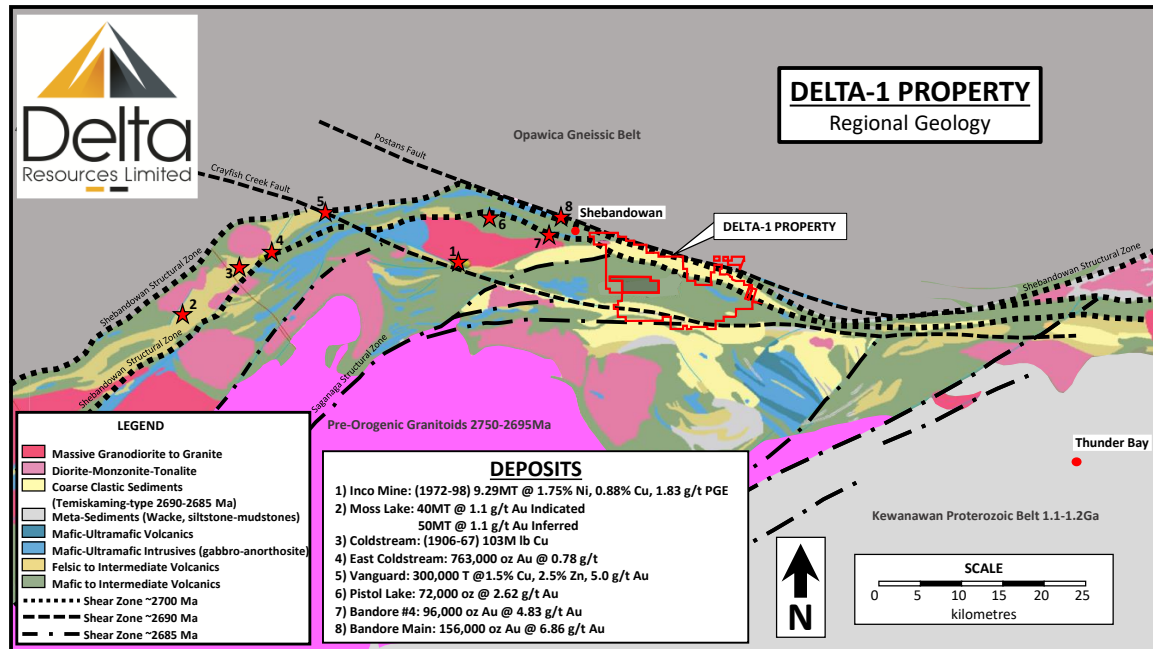 Delta
Resources Limited
DELTA-1 PROPERTY
Regional Geology
Opawica Gneissic Belt
Postans Fault
Crayfish Creek Fault
5
8
Shebandowan
6
7
DELTA-1 PROPERTY
4
1
3
2
Shebandowan Structural Zone
Shebandowan Structural Zone
Shebandowan Structural Zone
Saganaga Structural Zone
Pre-Orogenic Granitoids 2750-2695Ma
Thunder Bay
Kewanawan Proterozoic Belt 1.1-1.2Ga
LEGEND
Massive Granodiorite to Granite
Diorite-Monzonite-Tonalite
Coarse Clastic Sediments
(Temiskaming-type 2690-2685 Ma)
Meta-Sediments (Wacke, siltstone-mudstones)
Mafic-Ultramafic Volcanics
Mafic-Ultramafic Intrusives (gabbro-anorthosite)
Felsic to Intermediate Volcanics
Mafic to Intermediate Volcanics
Shear Zone ~2700 Ma
Shear Zone ~2690 Ma
Shear Zone ~2685 Ma
DEPOSITS
1) Inco Mine: (1972-98) 9.29MT @ 1.75% Ni, 0.88% Cu, 1.83 g/t PGE
2) Moss Lake: 40MT @ 1.1 g/t Au Indicated
50MT @ 1.1 g/t Au Inferred
3) Coldstream: (1906-67) 103M lb Cu
4) East Coldstream: 763,000 oz Au @ 0.78 g/t
5) Vanguard: 300,000 T @1.5% Cu, 2.5% Zn, 5.0 g/t Au
6) Pistol Lake: 72,000 oz @ 2.62 g/t Au
7) Bandore #4: 96,000 oz Au @ 4.83 g/t Au
8) Bandore Main: 156,000 oz Au @ 6.86 g/t Au
N
SCALE
0 5 10 15 20 25
kilometres